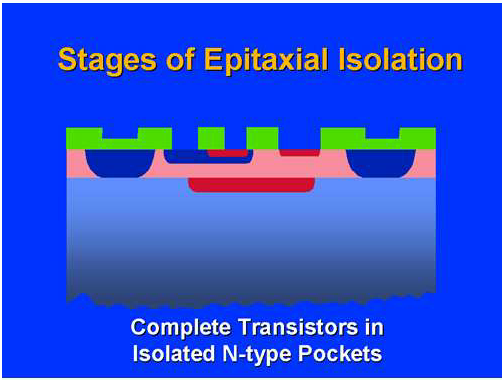 Stages of Epitaxial Isolation
Complete Transistors in
Isolated N-type Pockets